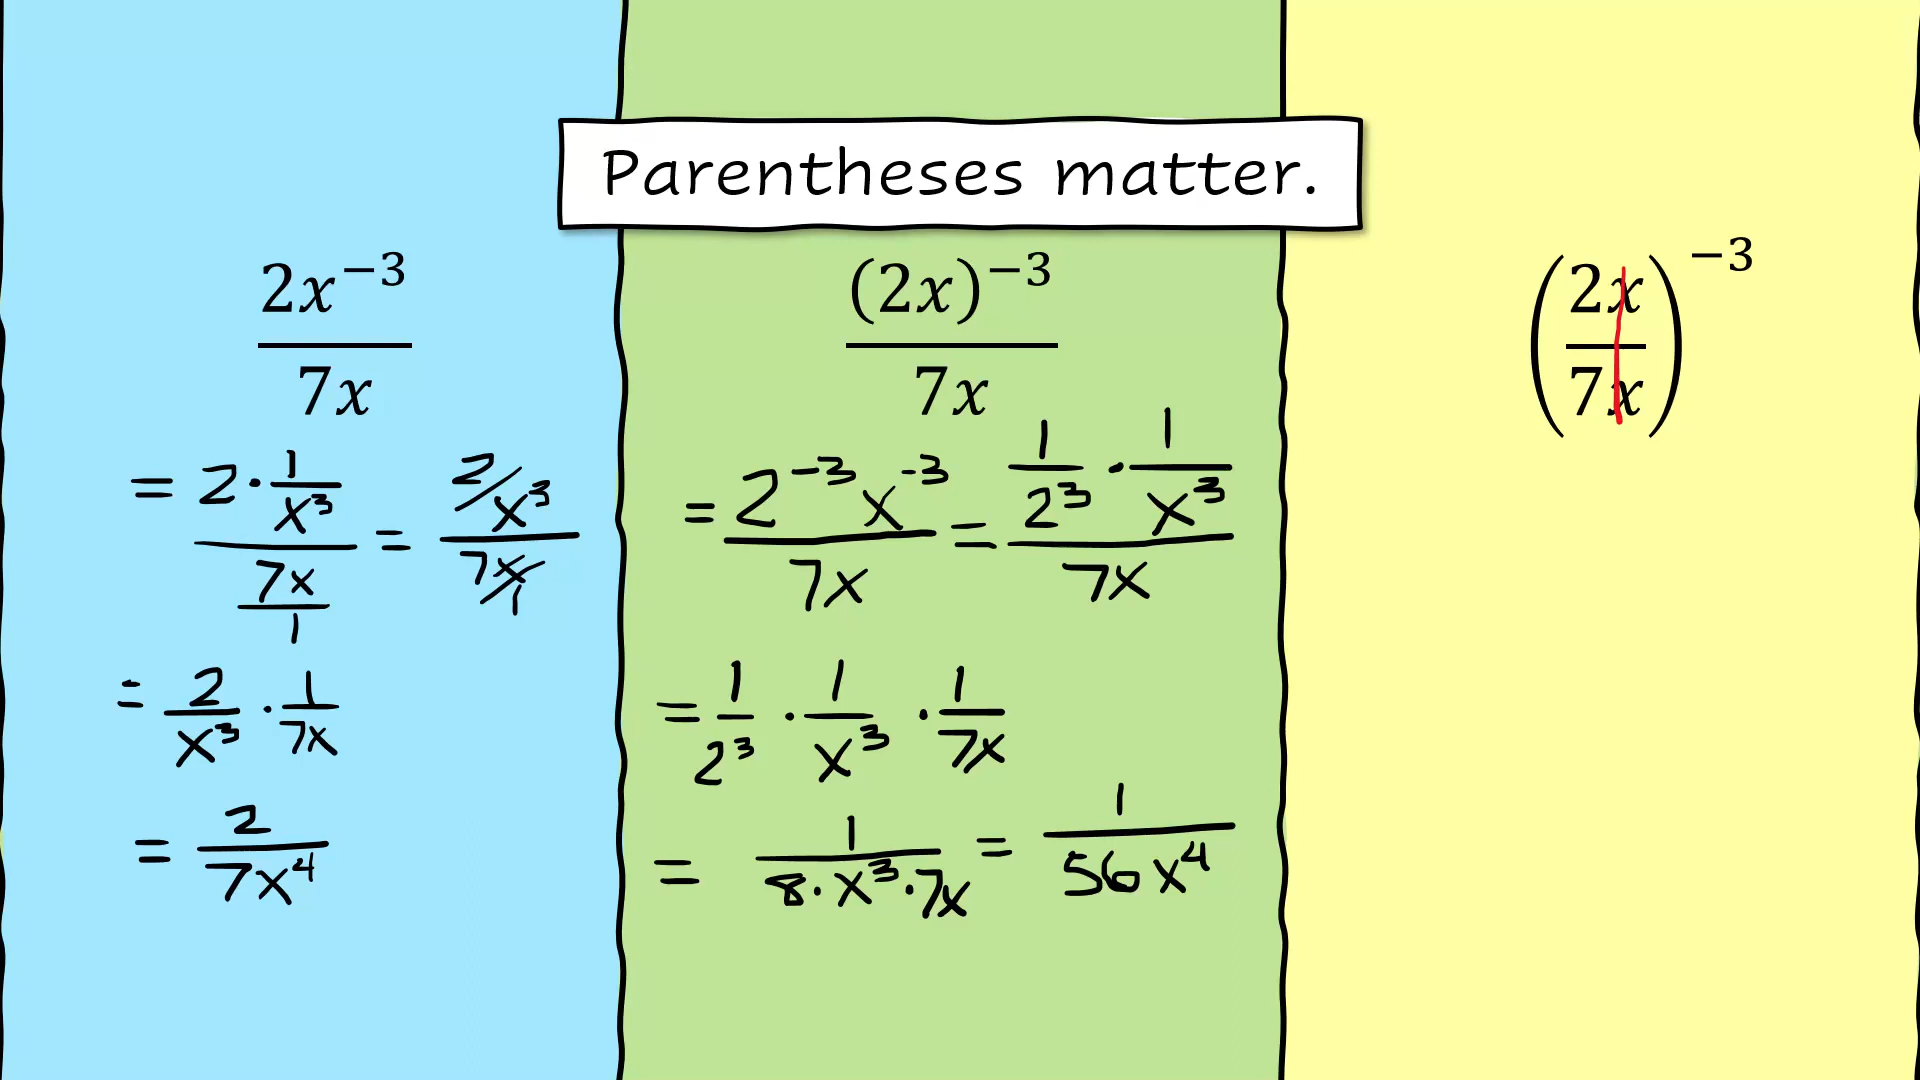 Parentheses matter.
2x⁻³/7x
= 2 · 1/x³ / 7x/1 = 2/x³ / 7x/1
= 2/x³ · 1/7x
= 2/7x⁴
(2x)⁻³/7x
= 2⁻³x⁻³/7x = 1/2³ · 1/x³ / 7x
= 1/2³ · 1/x³ · 1/7x
= 1/8·x³·7x = 1/56x⁴
(2x/7x)⁻³